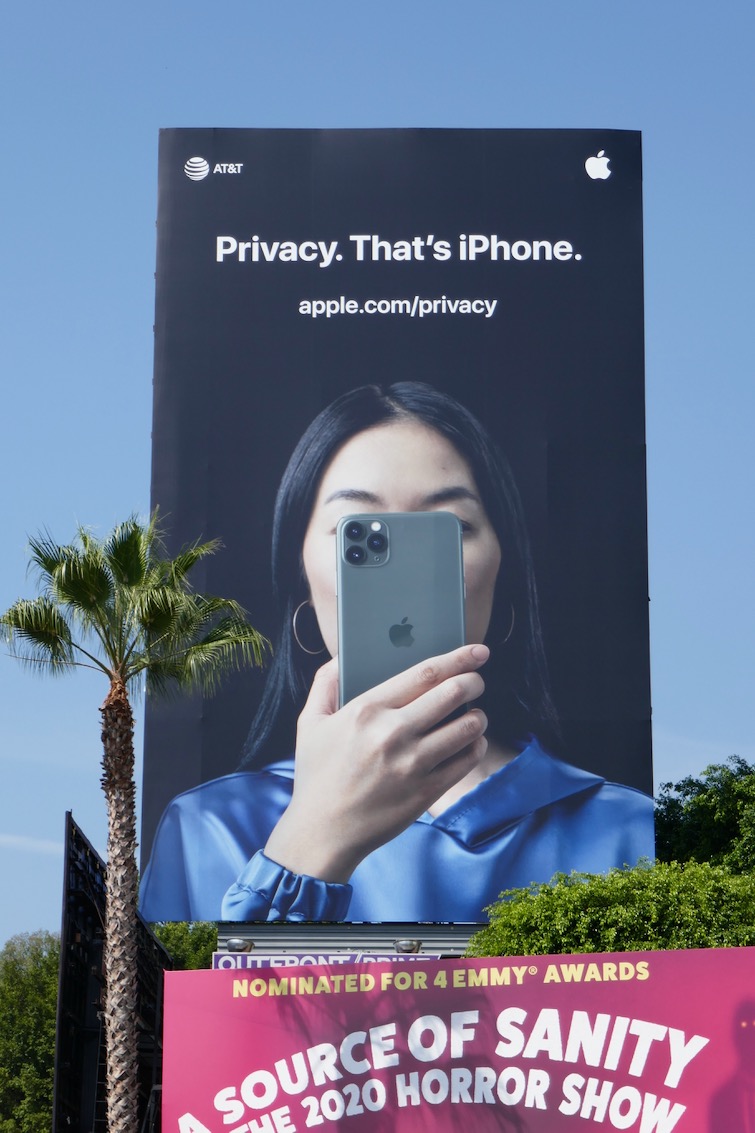 AT&T
Privacy. That's iPhone.
apple.com/privacy
OUTFRONT/PRIME
NOMINATED FOR 4 EMMY® AWARDS
A SOURCE OF SANITY
THE 2020 HORROR SHOW